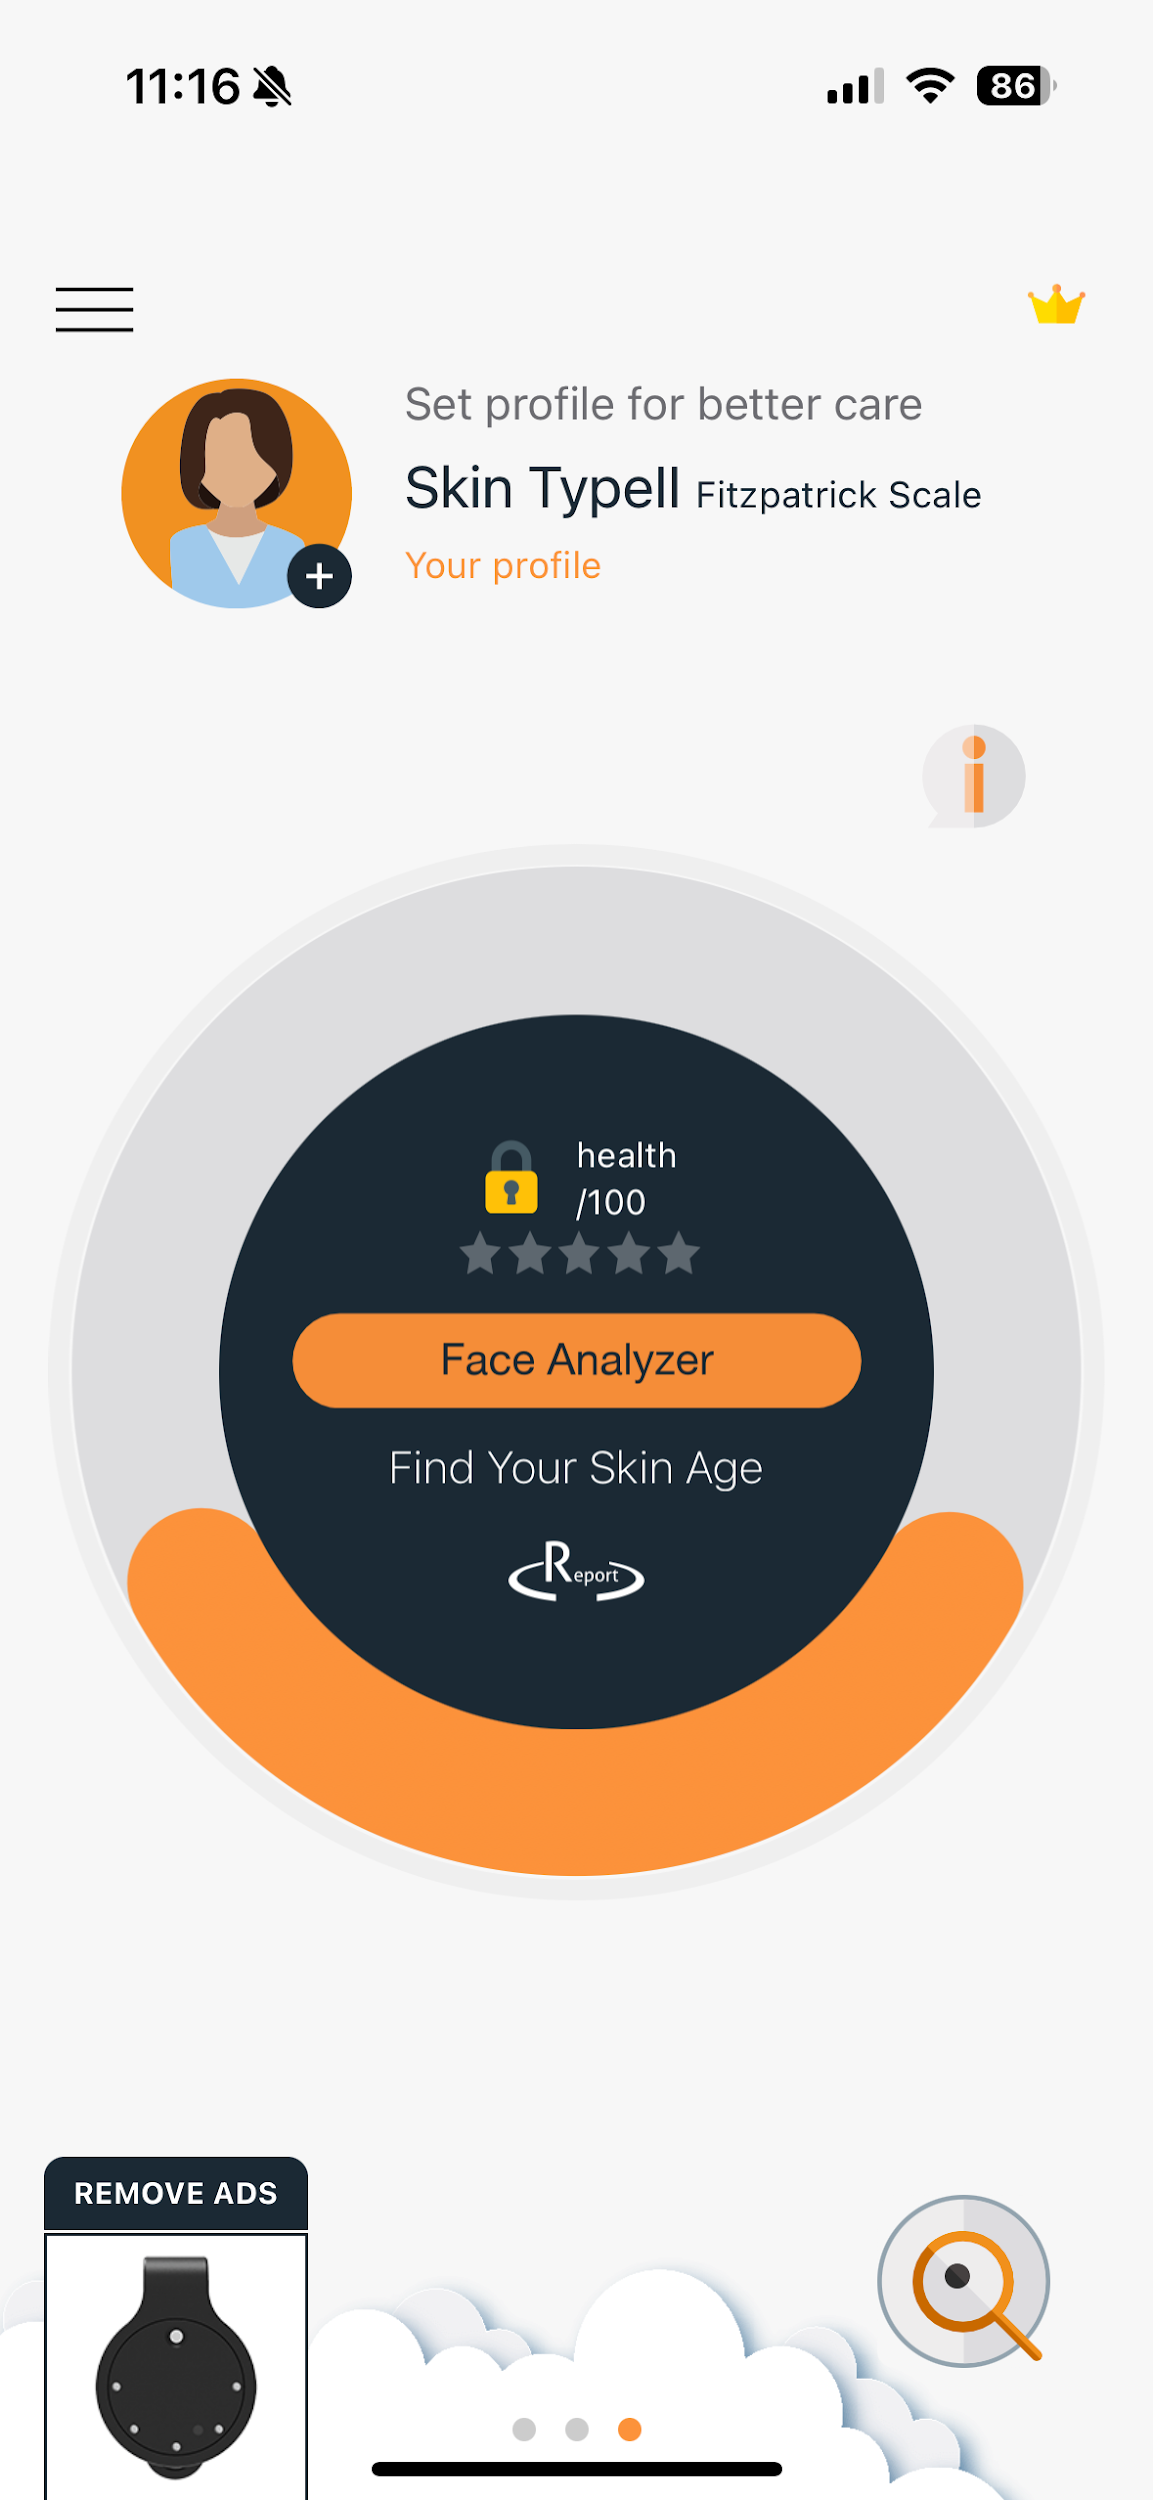 11:16
86
Set profile for better care
Skin TypeII Fitzpatrick Scale
Your profile
i
health
/100
Face Analyzer
Find Your Skin Age
Report
REMOVE ADS